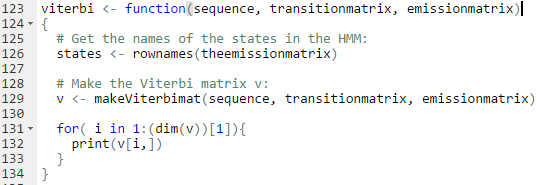 123 viterbi <- function(sequence, transitionmatrix, emissionmatrix)
124 {
125 # Get the names of the states in the HMM:
126 states <- rownames(theemissionmatrix)
127
128 # Make the Viterbi matrix v:
129 v <- makeViterbimat(sequence, transitionmatrix, emissionmatrix)
130
131 for( i in 1:(dim(v))[1]){
132 print(v[i,])
133 }
134 }